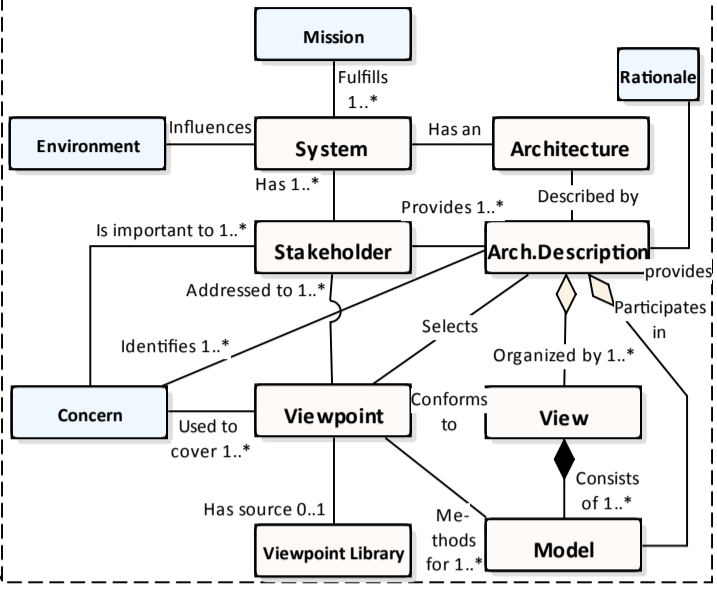 Mission
Rationale
Fulfills
1..*
Environment
Influences
System
Has an
Architecture
Has 1..*
Described by
Provides 1..*
Is important to 1..*
Stakeholder
Arch.Description
provides
Addressed to 1..*
Participates
in
Selects
Identifies 1..*
Organized by 1..*
Concern
Used to
cover 1..*
Viewpoint
Conforms
to
View
Consists
of 1..*
Has source 0..1
Me-
thods
for 1..*
Viewpoint Library
Model